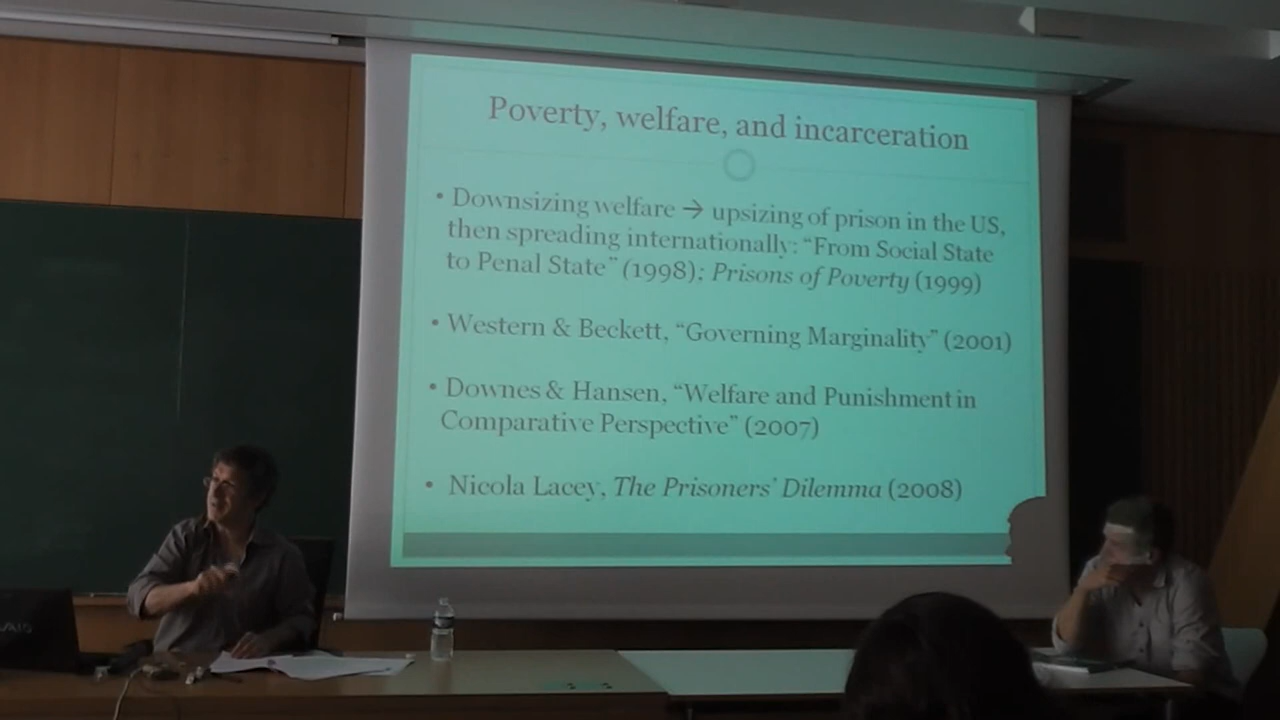 Poverty, welfare, and incarceration
• Downsizing welfare → upsizing of prison in the US,
then spreading internationally: “From Social State
to Penal State” (1998); Prisons of Poverty (1999)
• Western & Beckett, “Governing Marginality” (2001)
• Downes & Hansen, “Welfare and Punishment in
Comparative Perspective” (2007)
• Nicola Lacey, The Prisoners’ Dilemma (2008)
VAIO